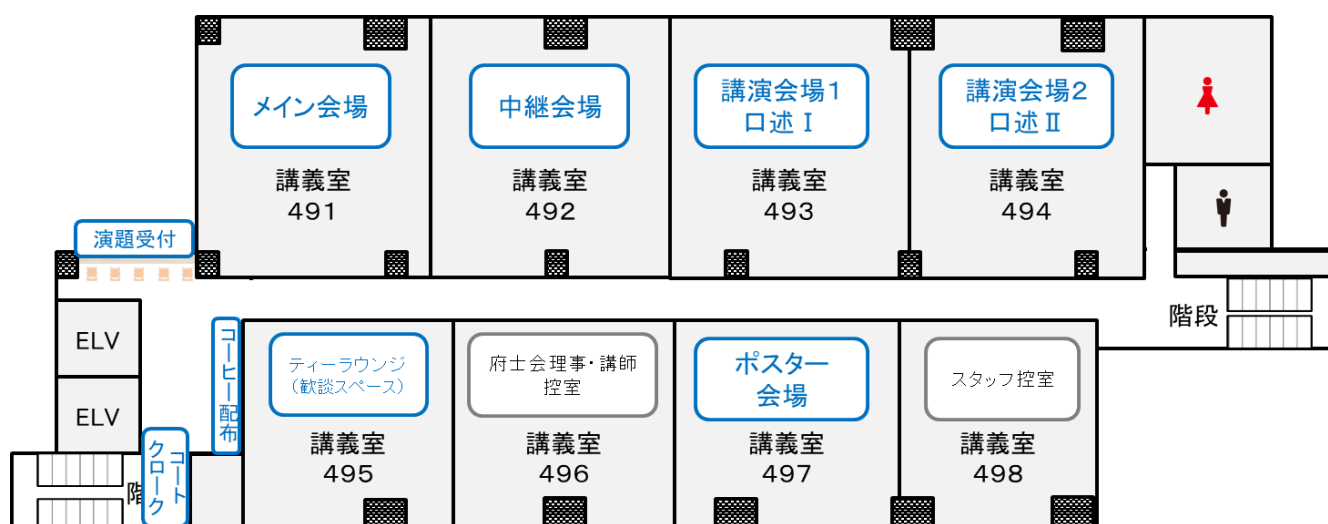 メイン会場
講義室
491
中継会場
講義室
492
講演会場1
口述Ⅰ
講義室
493
講演会場2
口述Ⅱ
講義室
494
演題受付
ELV
ELV
コーヒー配布
コート
クローク
階
ティーラウンジ
(歓談スペース)
講義室
495
府士会理事・講師
控室
講義室
496
ポスター
会場
講義室
497
スタッフ控室
講義室
498
階段